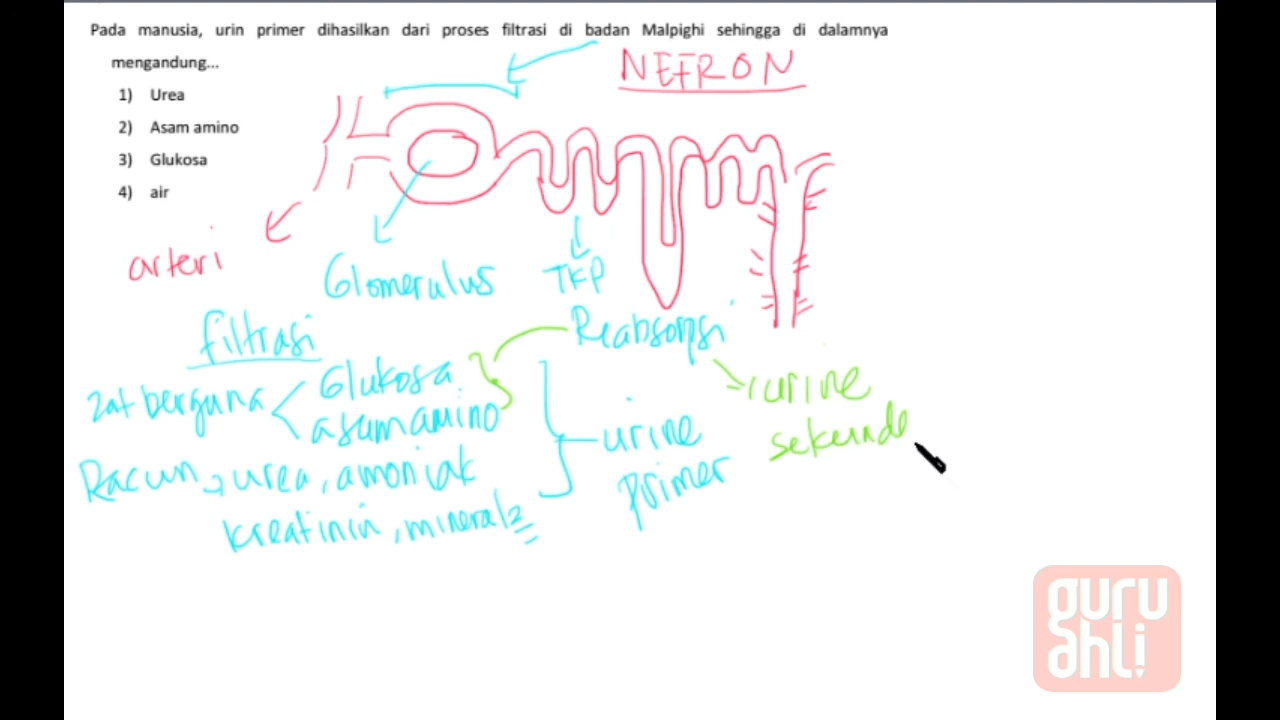 Pada manusia, urin primer dihasilkan dari proses filtrasi di badan Malpighi sehingga di dalamnya
mengandung...
1) Urea
2) Asam amino
3) Glukosa
4) air
NEFRON
arteri
Glomerulus
TKP
filtrasi
Reabsorpsi
zat berguna
Glukosa
asam amino
urine
sekunde
urine
primer
Racun → urea, amoniak
kreatinin, mineral2
guru
ahli